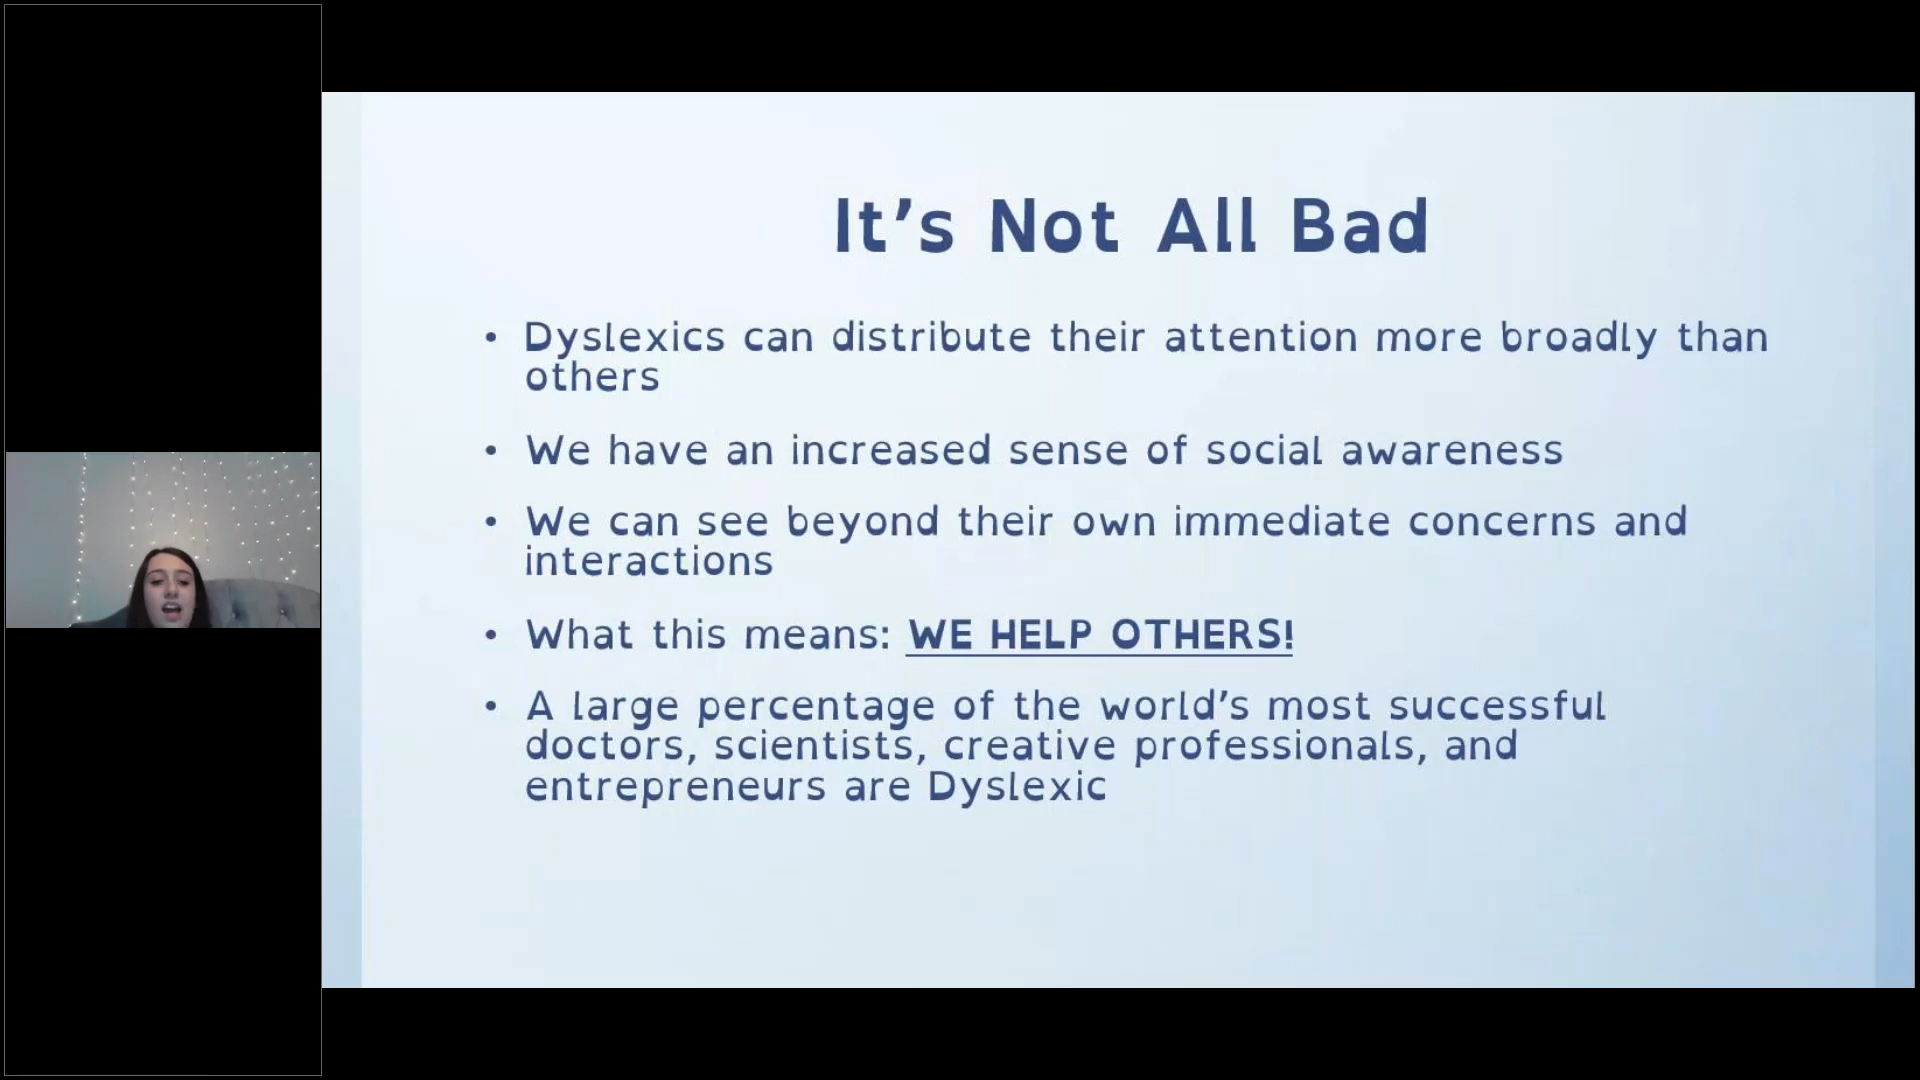 It's Not All Bad
• Dyslexics can distribute their attention more broadly than
others
• We have an increased sense of social awareness
• We can see beyond their own immediate concerns and
interactions
• What this means: WE HELP OTHERS!
• A large percentage of the world's most successful
doctors, scientists, creative professionals, and
entrepreneurs are Dyslexic